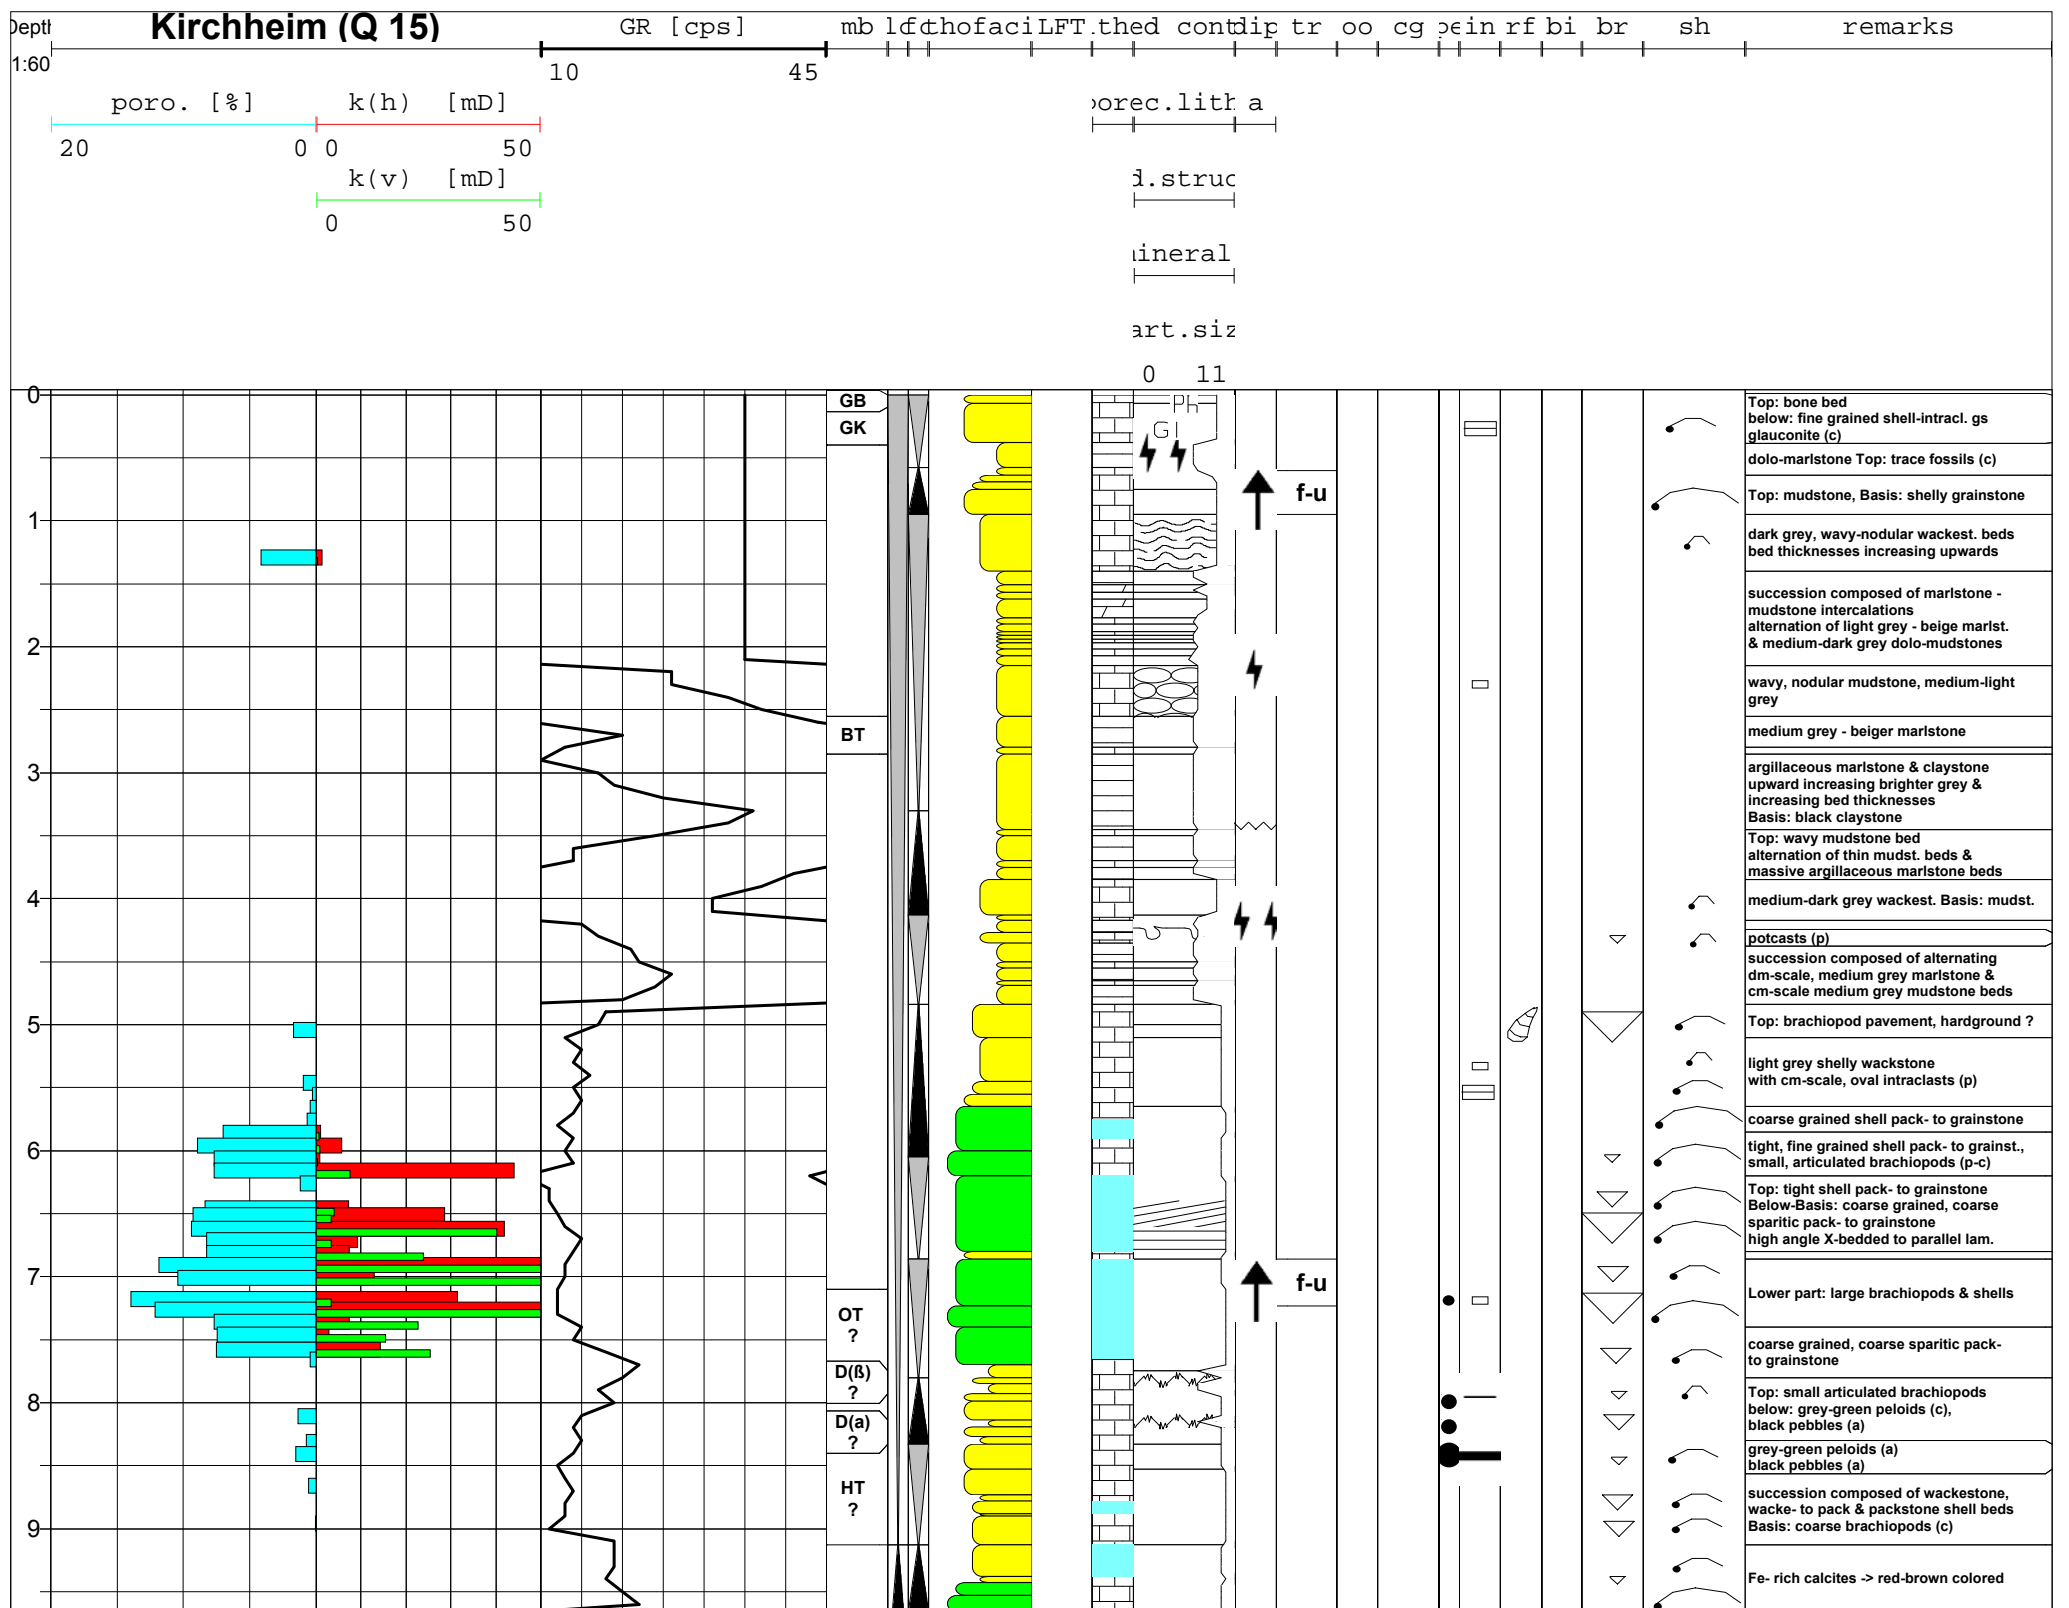 Depth
Kirchheim (Q 15)
GR [cps]
mb
LFT
dip
tr
oo
cg
in
rf
bi
br
sh
remarks
1:60
10 45
poro. [%]
k(h) [mD]
a
20 0
0 50
k(v) [mD]
0 50
d.struc
ineral
art.siz
0 11
0
GB
GK
Ph
Gl
Top: bone bed
below: fine grained shell-intracl. gs
glauconite (c)
dolo-marlstone Top: trace fossils (c)
f-u
Top: mudstone, Basis: shelly grainstone
1
dark grey, wavy-nodular wackest. beds
bed thicknesses increasing upwards
succession composed of marlstone -
mudstone intercalations
alternation of light grey - beige marlst.
& medium-dark grey dolo-mudstones
2
wavy, nodular mudstone, medium-light
grey
BT
medium grey - beiger marlstone
3
argillaceous marlstone & claystone
upward increasing brighter grey &
increasing bed thicknesses
Basis: black claystone
Top: wavy mudstone bed
alternation of thin mudst. beds &
massive argillaceous marlstone beds
4
medium-dark grey wackest. Basis: mudst.
potcasts (p)
succession composed of alternating
dm-scale, medium grey marlstone &
cm-scale medium grey mudstone beds
5
Top: brachiopod pavement, hardground ?
light grey shelly wackstone
with cm-scale, oval intraclasts (p)
coarse grained shell pack- to grainstone
6
tight, fine grained shell pack- to grainst.,
small, articulated brachiopods (p-c)
Top: tight shell pack- to grainstone
Below-Basis: coarse grained, coarse
sparitic pack- to grainstone
high angle X-bedded to parallel lam.
7
f-u
Lower part: large brachiopods & shells
OT
?
coarse grained, coarse sparitic pack-
to grainstone
D(ß)
?
8
Top: small articulated brachiopods
below: grey-green peloids (c),
black pebbles (a)
D(a)
?
grey-green peloids (a)
black pebbles (a)
HT
?
succession composed of wackestone,
wacke- to pack & packstone shell beds
Basis: coarse brachiopods (c)
9
Fe- rich calcites -> red-brown colored